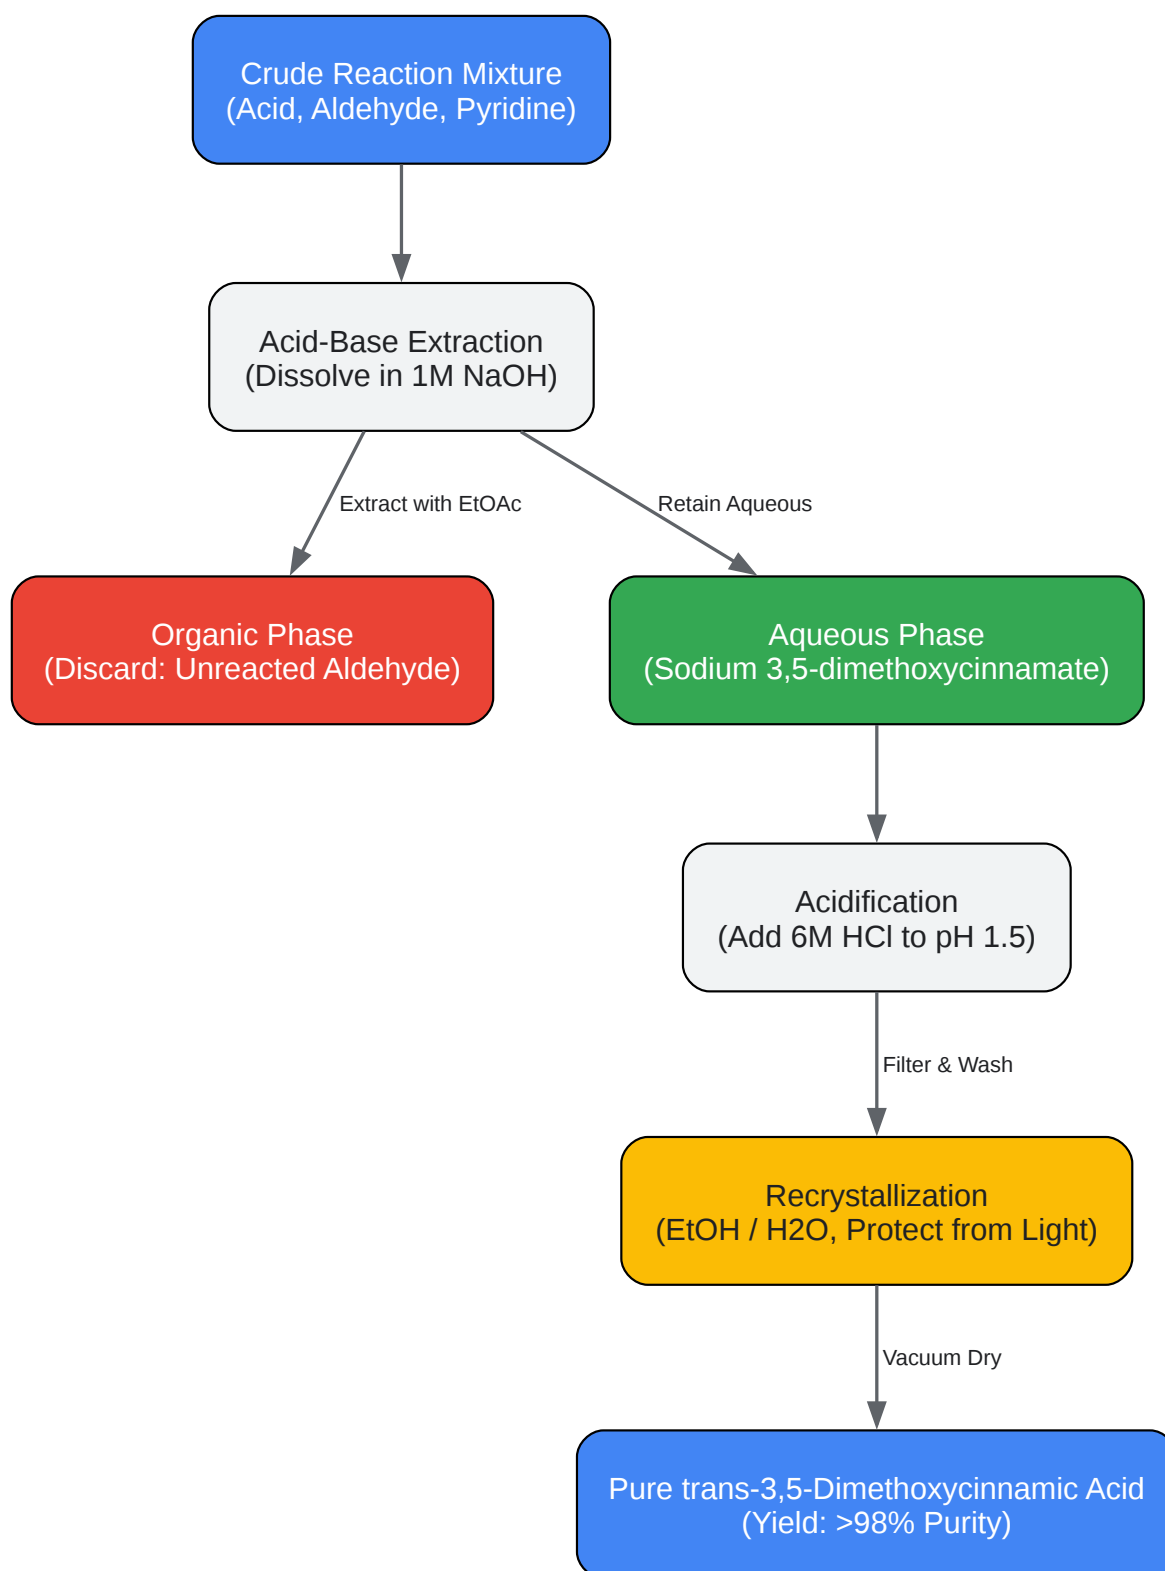 Crude Reaction Mixture
(Acid, Aldehyde, Pyridine)
Acid-Base Extraction
(Dissolve in 1M NaOH)
Extract with EtOAc
Retain Aqueous
Organic Phase
(Discard: Unreacted Aldehyde)
Aqueous Phase
(Sodium 3,5-dimethoxycinnamate)
Acidification
(Add 6M HCl to pH 1.5)
Filter & Wash
Recrystallization
(EtOH / H2O, Protect from Light)
Vacuum Dry
Pure trans-3,5-Dimethoxycinnamic Acid
(Yield: >98% Purity)